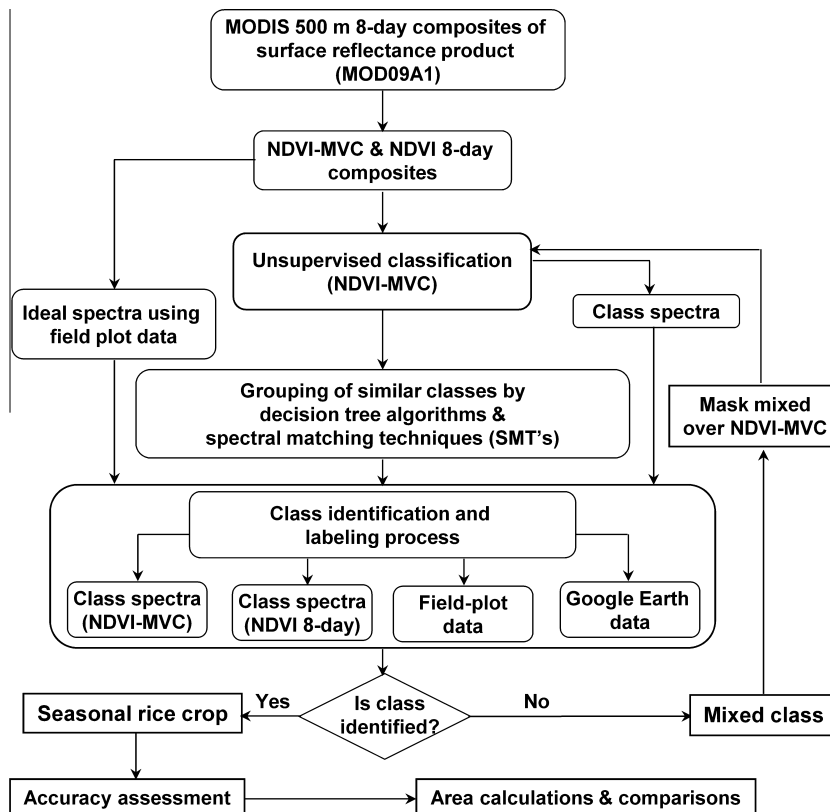 MODIS 500 m 8-day composites of
surface reflectance product
(MOD09A1)
NDVI-MVC & NDVI 8-day
composites
Unsupervised classification
(NDVI-MVC)
Ideal spectra using
field plot data
Class spectra
Grouping of similar classes by
decision tree algorithms &
spectral matching techniques (SMT's)
Mask mixed
over NDVI-MVC
Class identification and
labeling process
Class spectra
(NDVI-MVC)
Class spectra
(NDVI 8-day)
Field-plot
data
Google Earth
data
Is class
identified?
Yes
No
Seasonal rice crop
Mixed class
Accuracy assessment
Area calculations & comparisons